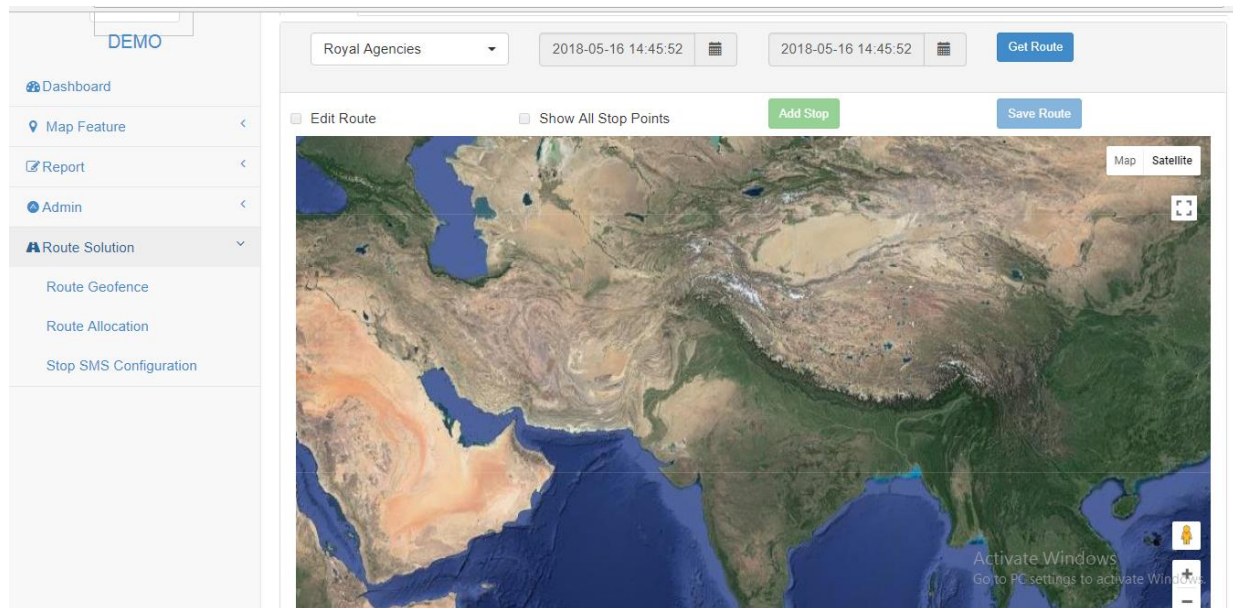 DEMO
Royal Agencies
2018-05-16 14:45:52
2018-05-16 14:45:52
Get Route
Dashboard
Map Feature
Report
Admin
Route Solution
Route Geofence
Route Allocation
Stop SMS Configuration
Edit Route
Show All Stop Points
Add Stop
Save Route
Map
Satellite
Activate Windows
Go to PC settings to activate Windows.